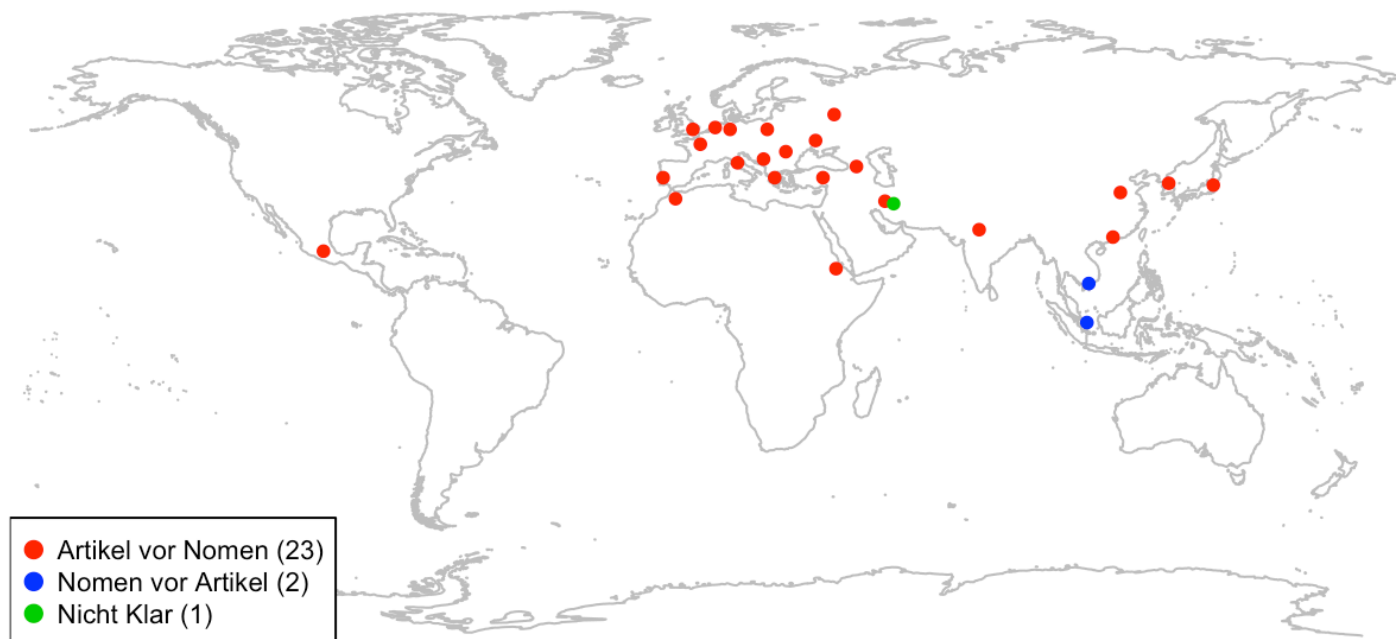 Artikel vor Nomen (23)
Nomen vor Artikel (2)
Nicht Klar (1)